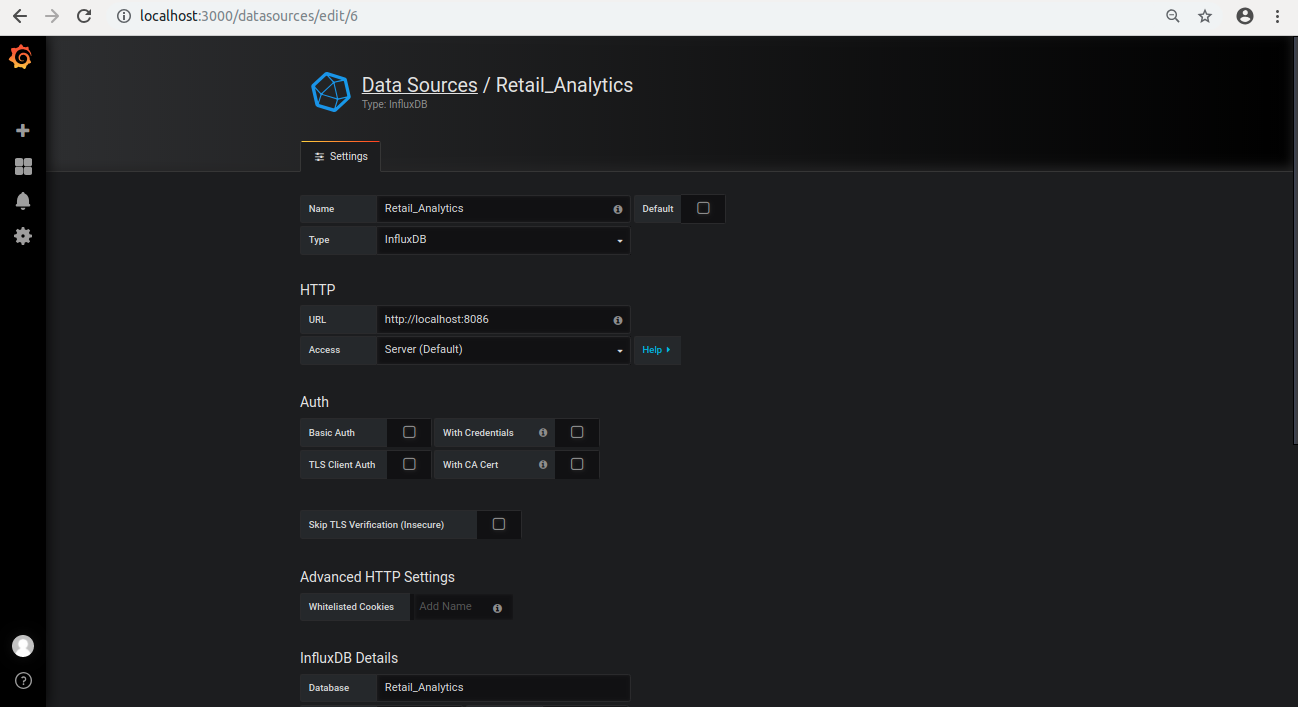 localhost:3000/datasources/edit/6
Data Sources / Retail_Analytics
Type: InfluxDB
Settings
Name Retail_Analytics Default
Type InfluxDB
HTTP
URL http://localhost:8086
Access Server (Default) Help
Auth
Basic Auth With Credentials
TLS Client Auth With CA Cert
Skip TLS Verification (Insecure)
Advanced HTTP Settings
Whitelisted Cookies Add Name
InfluxDB Details
Database Retail_Analytics